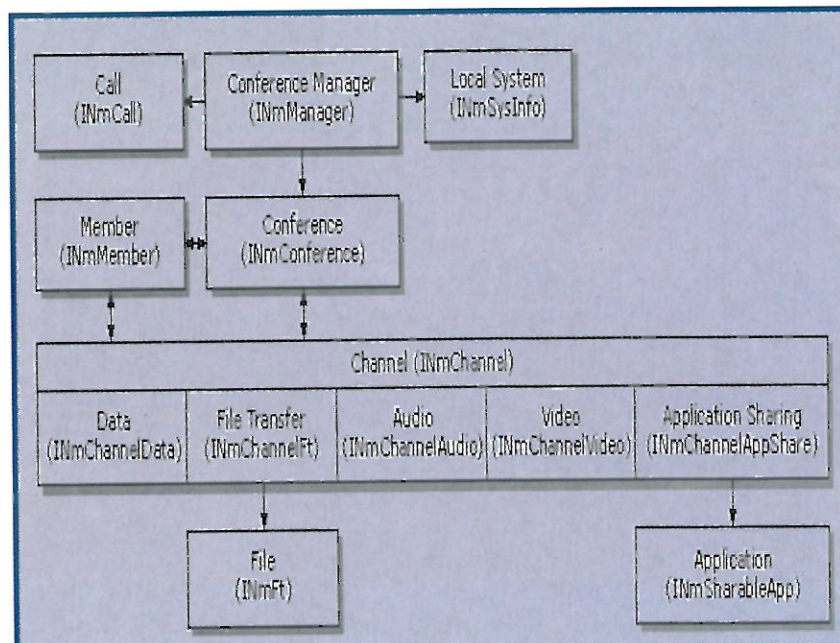 Call
(INmCall)
Conference Manager
(INmManager)
Local System
(INmSysInfo)
Member
(INmMember)
Conference
(INmConference)
Channel (INmChannel)
Data
(INmChannelData)
File Transfer
(INmChannelFt)
Audio
(INmChannelAudio)
Video
(INmChannelVideo)
Application Sharing
(INmChannelAppShare)
File
(INmFt)
Application
(INmSharableApp)